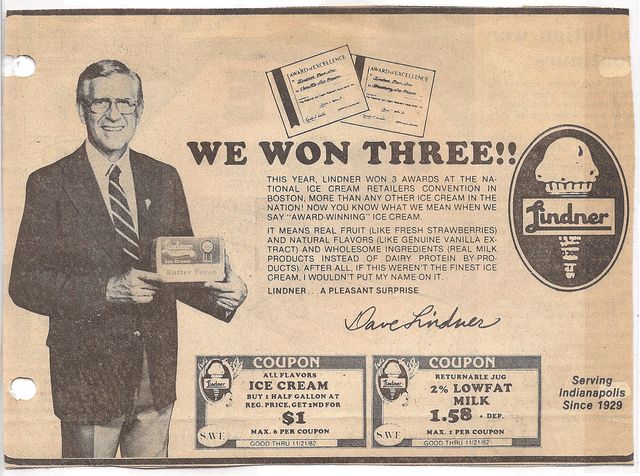 AWARD of EXCELLENCE
AWARD of EXCELLENCE
WE WON THREE!!
THIS YEAR, LINDNER WON 3 AWARDS AT THE NA-
TIONAL ICE CREAM RETAILERS CONVENTION IN
BOSTON, MORE THAN ANY OTHER ICE CREAM IN THE
NATION! NOW YOU KNOW WHAT WE MEAN WHEN WE
SAY "AWARD-WINNING" ICE CREAM.
IT MEANS REAL FRUIT (LIKE FRESH STRAWBERRIES)
AND NATURAL FLAVORS (LIKE GENUINE VANILLA EX-
TRACT) AND WHOLESOME INGREDIENTS (REAL MILK
PRODUCTS INSTEAD OF DAIRY PROTEIN BY-PRO-
DUCTS). AFTER ALL, IF THIS WEREN'T THE FINEST ICE
CREAM, I WOULDN'T PUT MY NAME ON IT.
LINDNER...A PLEASANT SURPRISE
Dave Lindner
Lindner
Lindner
Ice Cream
Butter Pecan
COUPON
Lindner
ALL FLAVORS
ICE CREAM
BUY 1 HALF GALLON AT
REG. PRICE, GET 2ND FOR
$1
MAX. 6 PER COUPON
SAVE
GOOD THRU 11/21/82
COUPON
Lindner
RETURNABLE JUG
2% LOWFAT
MILK
1.58 + DEP.
MAX. 1 PER COUPON
SAVE
GOOD THRU 11/21/82
Serving
Indianapolis
Since 1929